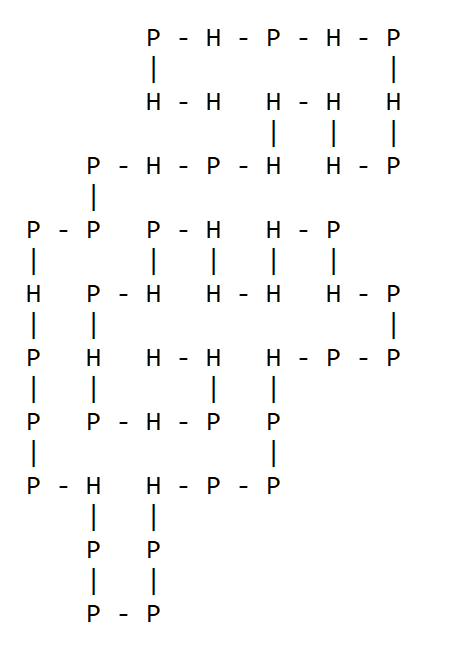 P - H - P - H - P
| |
H - H H - H H
| | |
P - H - P - H H - P
|
P - P P - H H - P
| | | | |
H P - H H - H H - P
| | |
P H H - H H - P - P
| | | |
P P - H - P P
| |
P - H H - P - P
| |
P P
| |
P - P